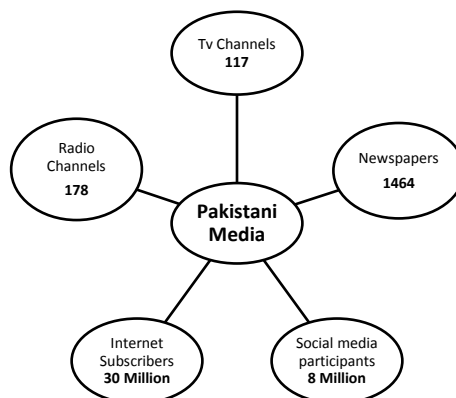 Tv Channels
117
Radio
Channels
178
Newspapers
1464
Pakistani
Media
Internet
Subscribers
30 Million
Social media
participants
8 Million